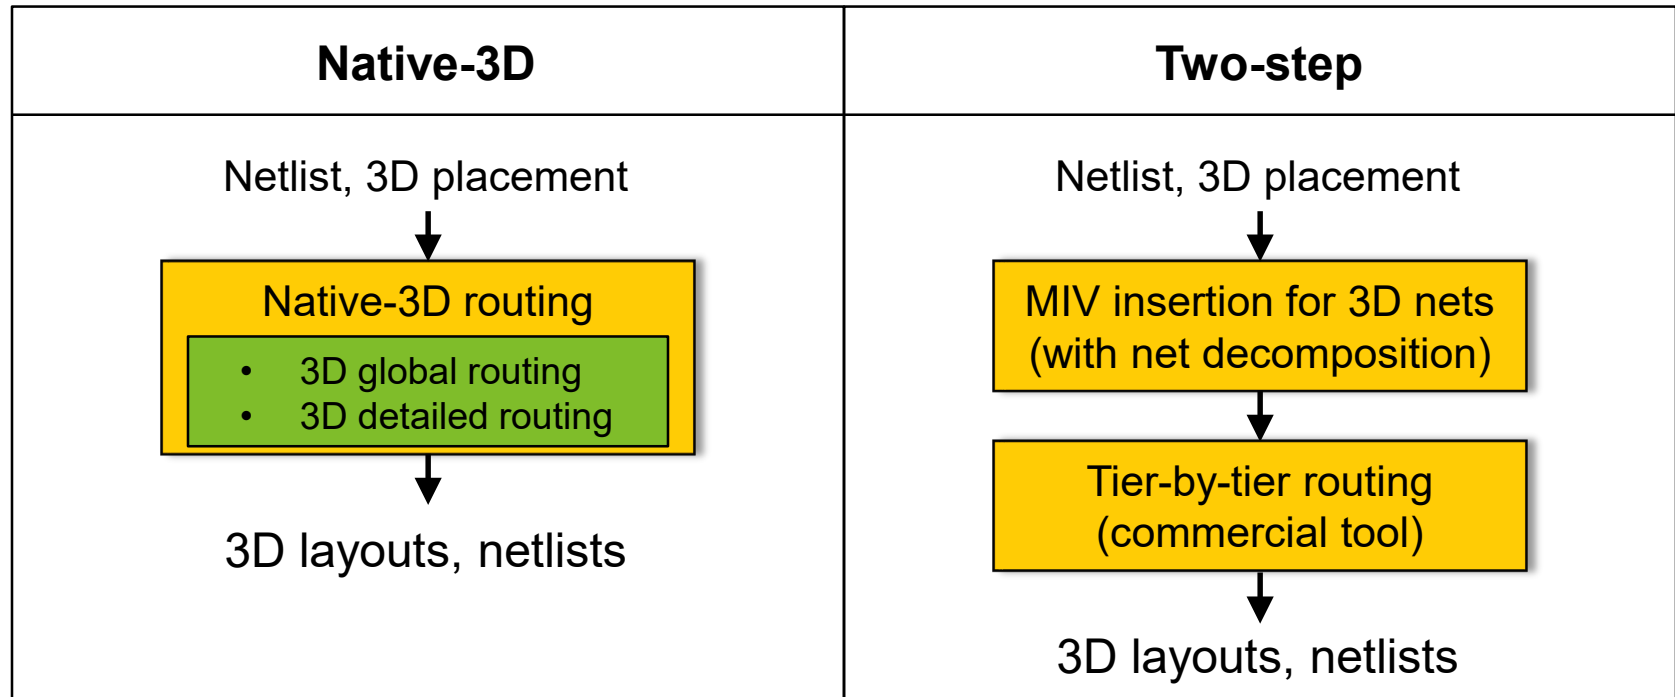 Native-3D
Netlist, 3D placement
Native-3D routing
• 3D global routing
• 3D detailed routing
3D layouts, netlists
Two-step
Netlist, 3D placement
MIV insertion for 3D nets
(with net decomposition)
Tier-by-tier routing
(commercial tool)
3D layouts, netlists